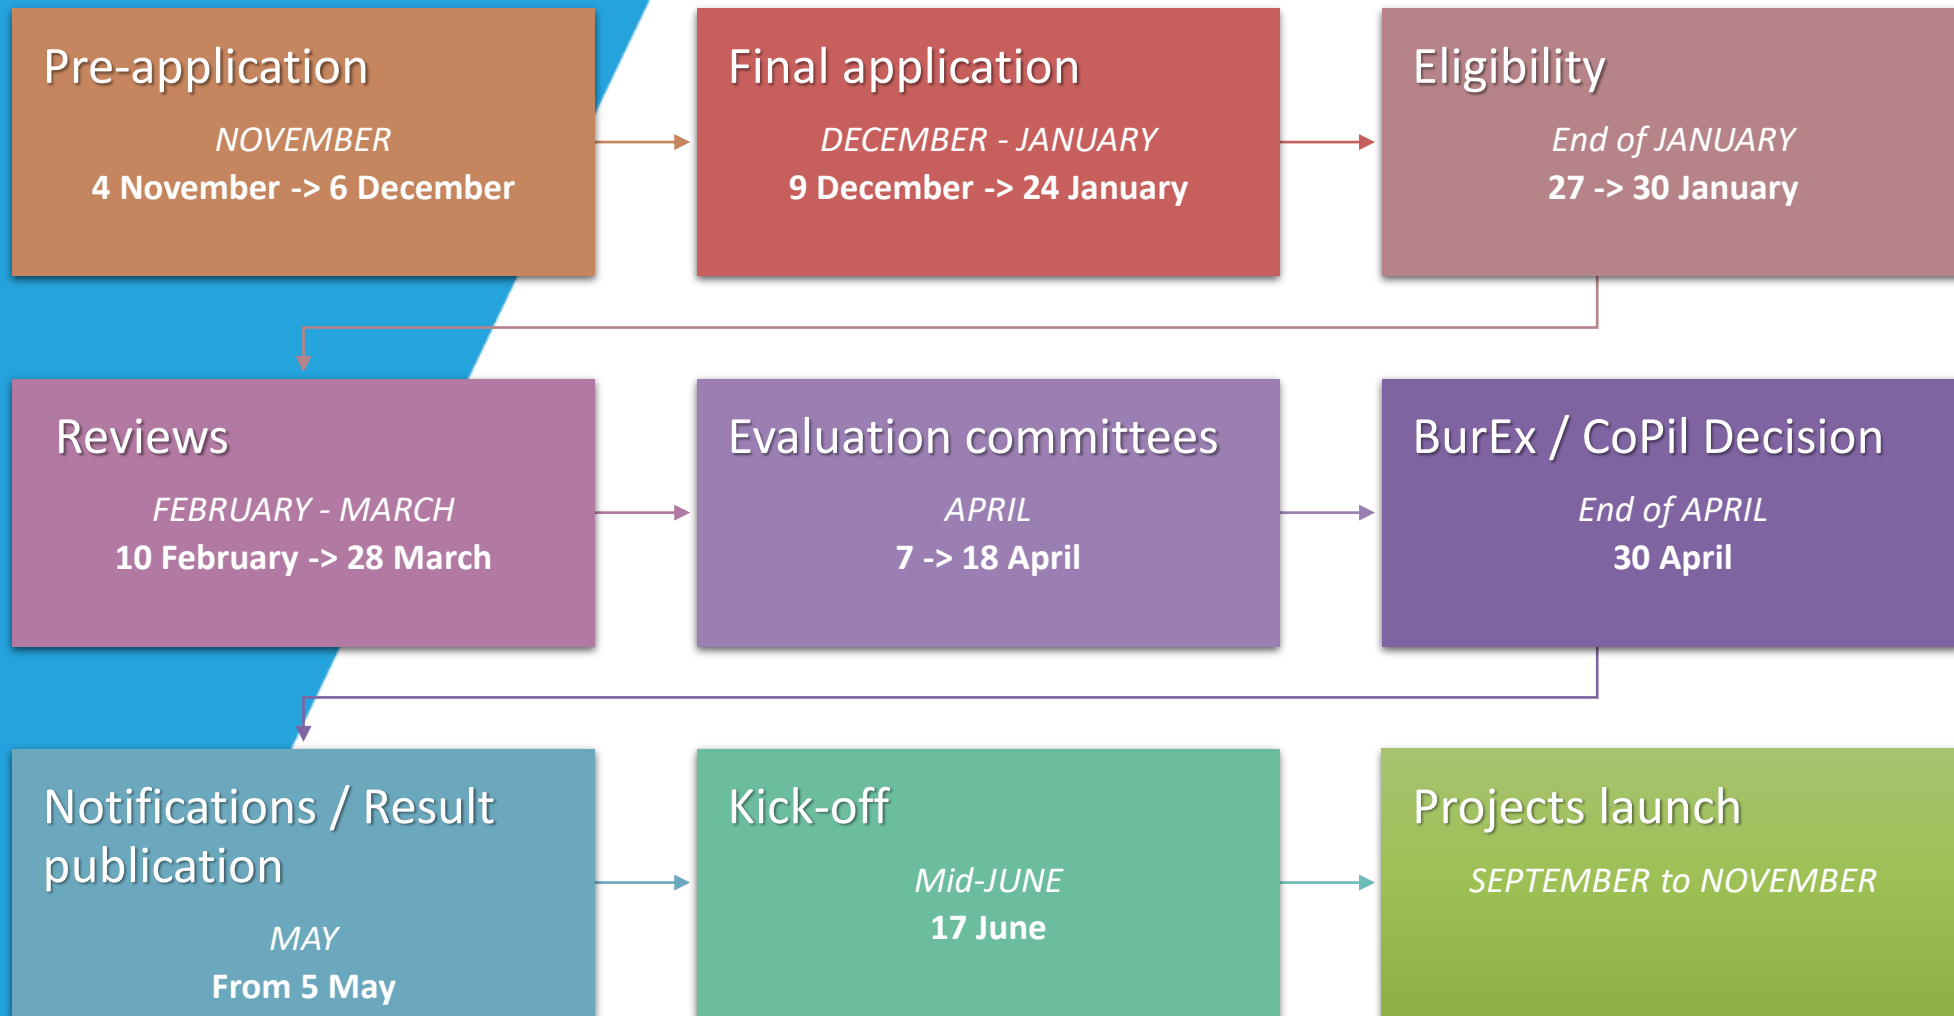 Pre-application
NOVEMBER
4 November -> 6 December
Final application
DECEMBER - JANUARY
9 December -> 24 January
Eligibility
End of JANUARY
27 -> 30 January
Reviews
FEBRUARY - MARCH
10 February -> 28 March
Evaluation committees
APRIL
7 -> 18 April
BurEx / CoPil Decision
End of APRIL
30 April
Notifications / Result
publication
MAY
From 5 May
Kick-off
Mid-JUNE
17 June
Projects launch
SEPTEMBER to NOVEMBER